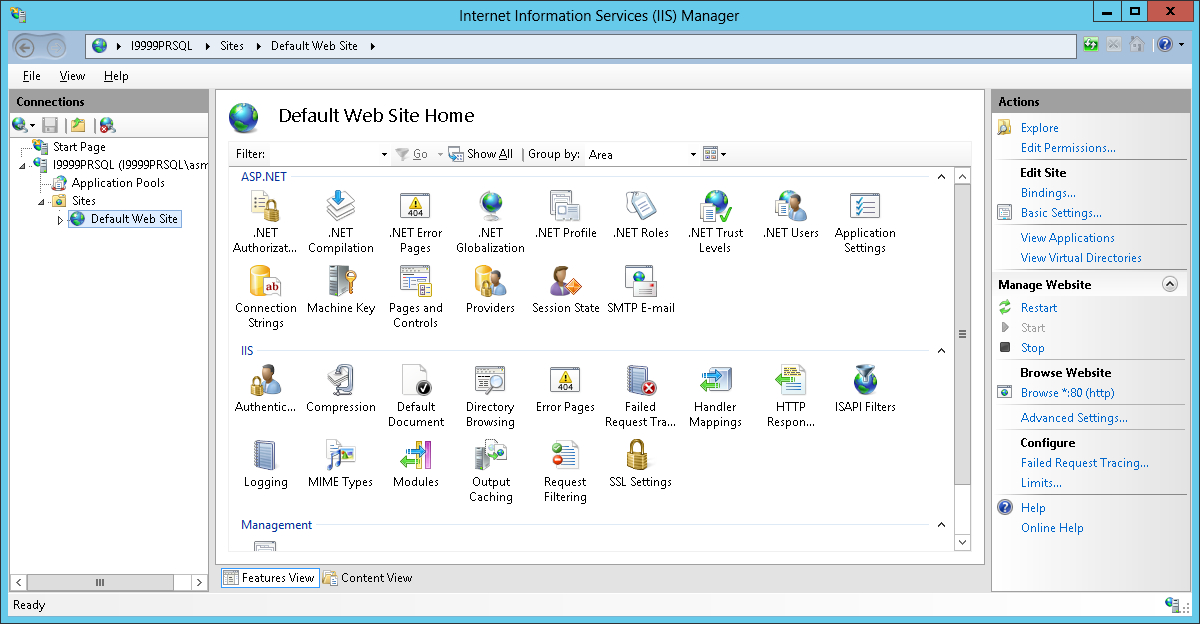 Internet Information Services (IIS) Manager
I9999PRSQL Sites Default Web Site
File View Help
Connections
Start Page
I9999PRSQL (I9999PRSQL\asm
Application Pools
Sites
Default Web Site
Default Web Site Home
Filter: Go Show All Group by: Area
ASP.NET
.NET Authorizat...
.NET Compilation
.NET Error Pages
.NET Globalization
.NET Profile
.NET Roles
.NET Trust Levels
.NET Users
Application Settings
Connection Strings
Machine Key
Pages and Controls
Providers
Session State
SMTP E-mail
IIS
Authentic...
Compression
Default Document
Directory Browsing
404
Error Pages
Failed Request Tra...
Handler Mappings
HTTP Respon...
ISAPI Filters
Logging
MIME Types
Modules
Output Caching
Request Filtering
SSL Settings
Management
Features View Content View
Actions
Explore
Edit Permissions...
Edit Site
Bindings...
Basic Settings...
View Applications
View Virtual Directories
Manage Website
Restart
Start
Stop
Browse Website
Browse *:80 (http)
Advanced Settings...
Configure
Failed Request Tracing...
Limits...
Help
Online Help
Ready